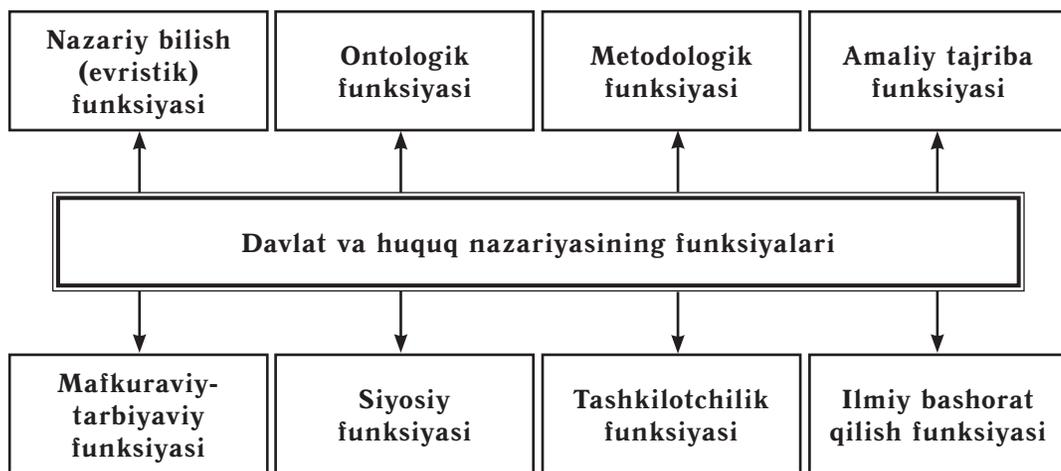 Nazariy bilish
(evristik)
funksiyasi
Ontologik
funksiyasi
Metodologik
funksiyasi
Amaliy tajriba
funksiyasi
Davlat va huquq nazariyasining funksiyalari
Mafkuraviy-
tarbiyaviy
funksiyasi
Siyosiy
funksiyasi
Tashkilotchilik
funksiyasi
Ilmiy bashorat
qilish funksiyasi